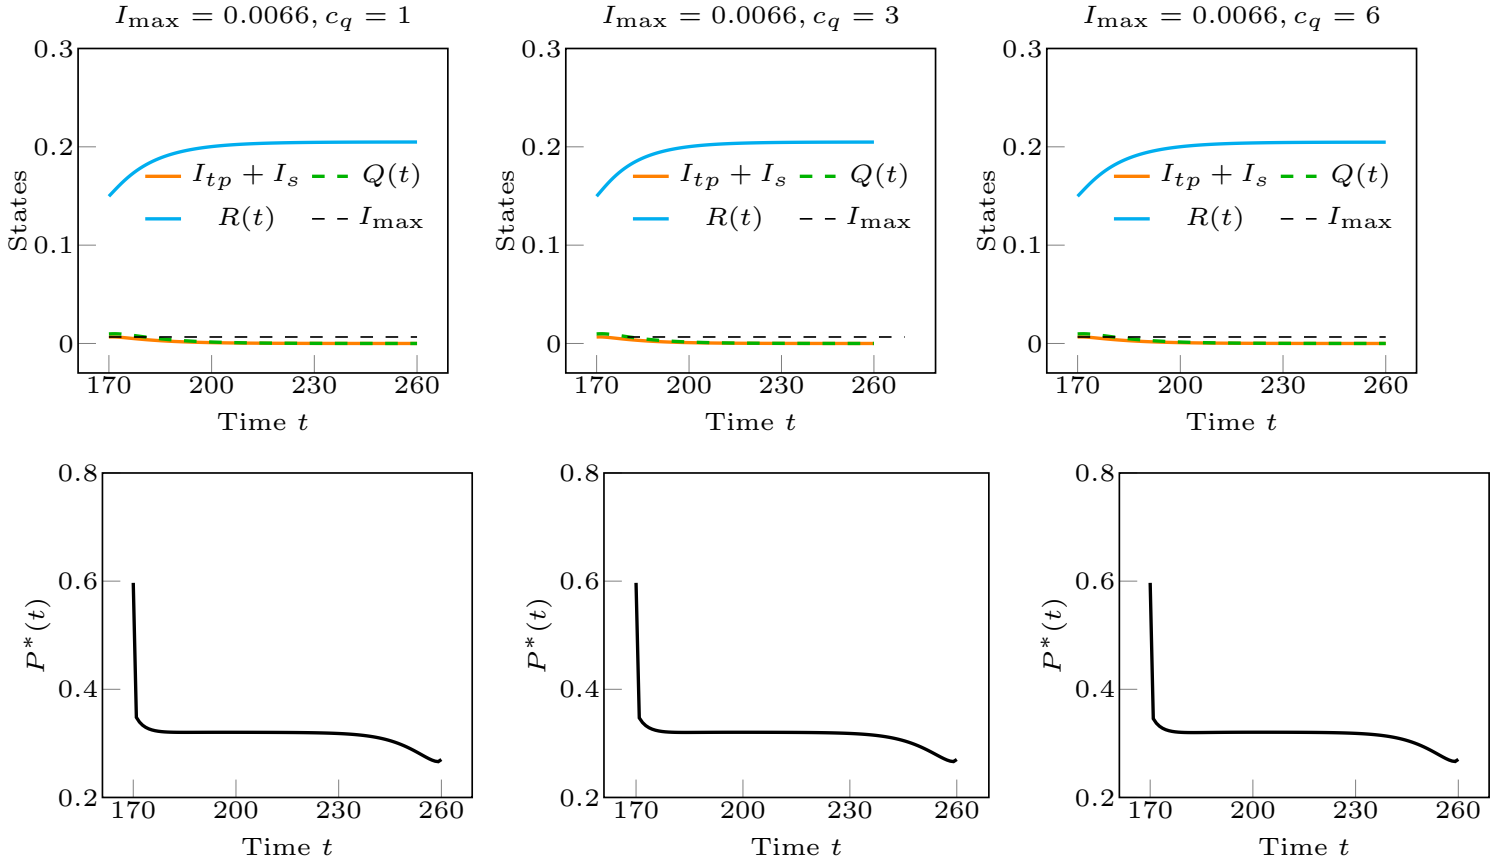 I_max = 0.0066, c_q = 1
0.3
0.2
0.1
0
States
I_tp + I_s
Q(t)
R(t)
I_max
170 200 230 260
Time t
I_max = 0.0066, c_q = 3
0.3
0.2
0.1
0
States
I_tp + I_s
Q(t)
R(t)
I_max
170 200 230 260
Time t
I_max = 0.0066, c_q = 6
0.3
0.2
0.1
0
States
I_tp + I_s
Q(t)
R(t)
I_max
170 200 230 260
Time t
0.8
0.6
0.4
0.2
P*(t)
170 200 230 260
Time t
0.8
0.6
0.4
0.2
P*(t)
170 200 230 260
Time t
0.8
0.6
0.4
0.2
P*(t)
170 200 230 260
Time t